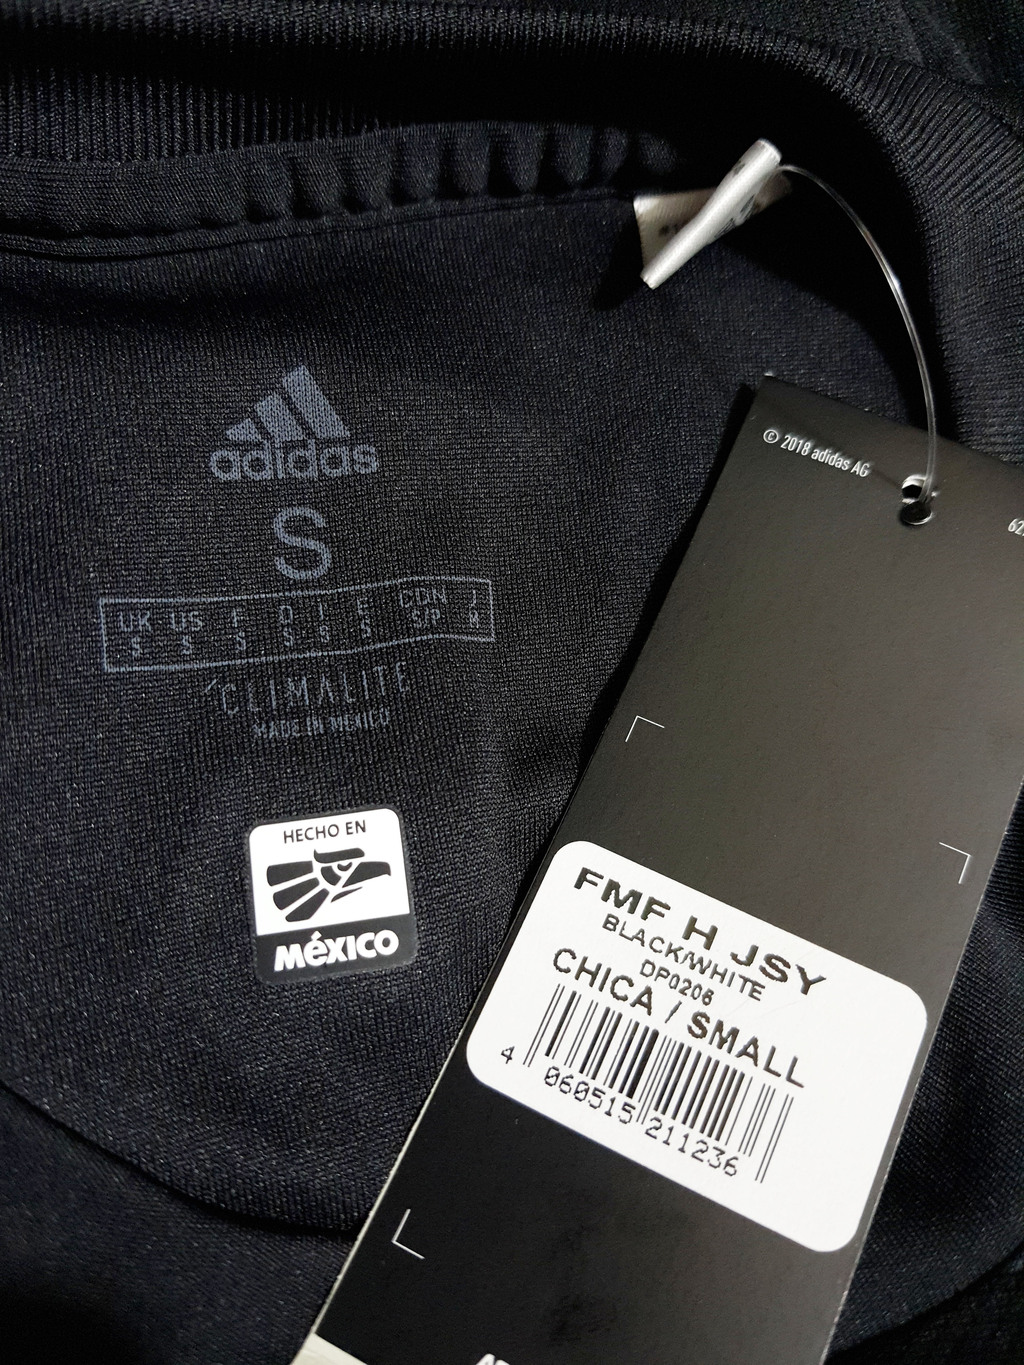 adidas
S
UK US F D I E CDN J
S S S S S S S/P M
CLIMALITE
MADE IN MEXICO
HECHO EN
MéXICO
© 2018 adidas AG
FMF H JSY
BLACK/WHITE
DP0206
CHICA / SMALL
4 060515 211236